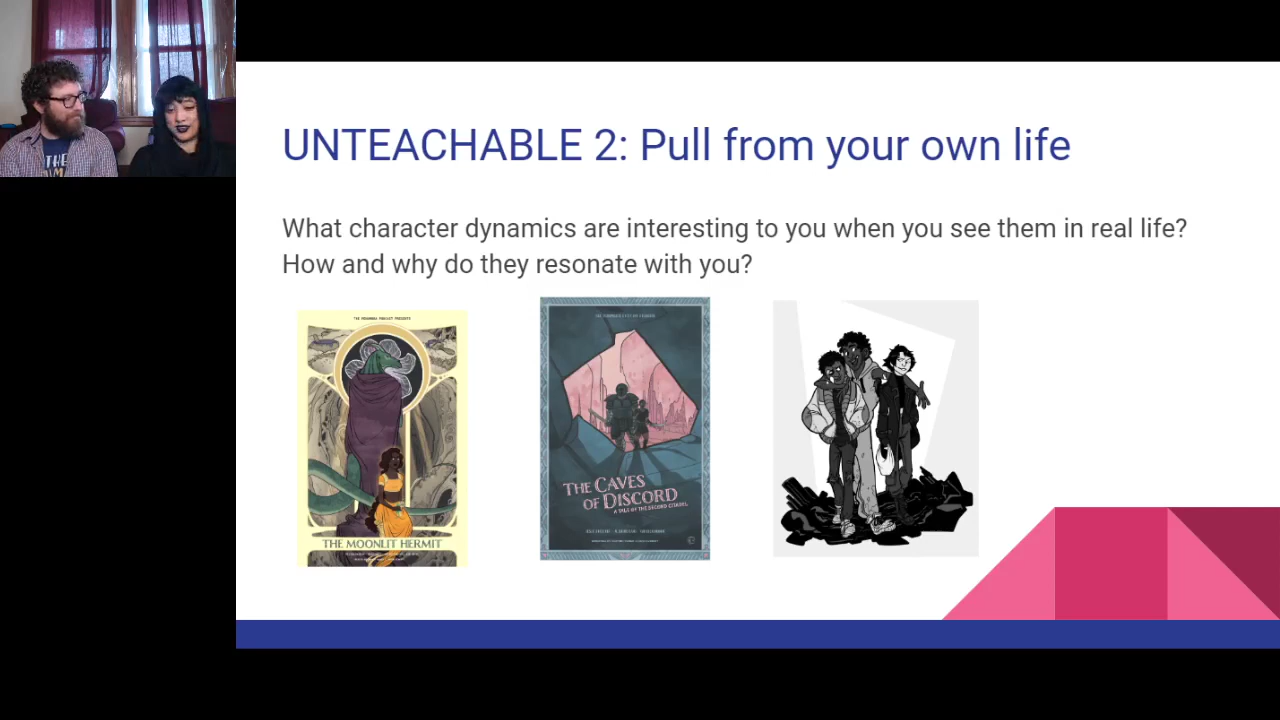 UNTEACHABLE 2: Pull from your own life
What character dynamics are interesting to you when you see them in real life?
How and why do they resonate with you?
THE
THE CAVES
OF DISCORD
A TALE OF THE SECOND CITADEL
THE MOONLIT HERMIT